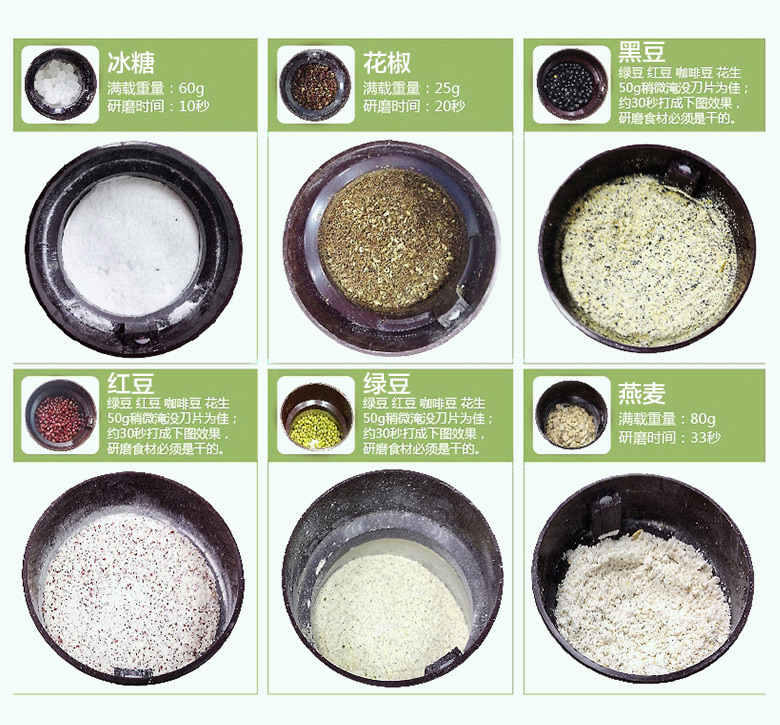 冰糖
满载重量：60g
研磨时间：10秒
花椒
满载重量：25g
研磨时间：20秒
黑豆
绿豆 红豆 咖啡豆 花生
50g稍微淹没刀片为佳；
约30秒打成下图效果，
研磨食材必须是干的。
红豆
绿豆 红豆 咖啡豆 花生
50g稍微淹没刀片为佳；
约30秒打成下图效果，
研磨食材必须是干的。
绿豆
绿豆 红豆 咖啡豆 花生
50g稍微淹没刀片为佳；
约30秒打成下图效果，
研磨食材必须是干的。
燕麦
满载重量：80g
研磨时间：33秒